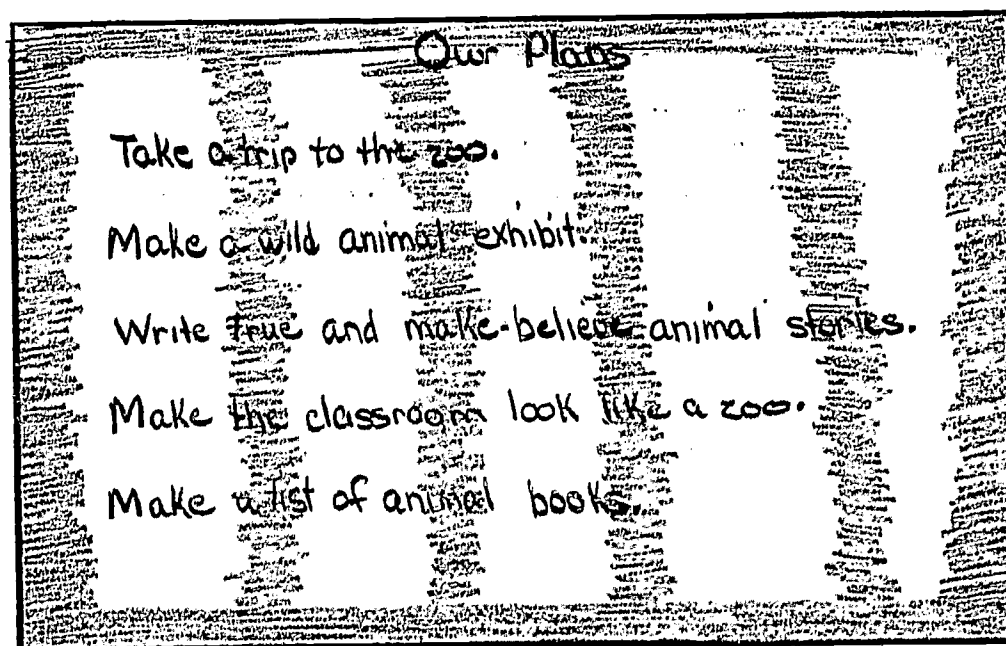 Our Plans
Take a trip to the zoo.
Make a wild animal exhibit.
Write true and make-believe animal stories.
Make the classroom look like a zoo.
Make a list of animal books.